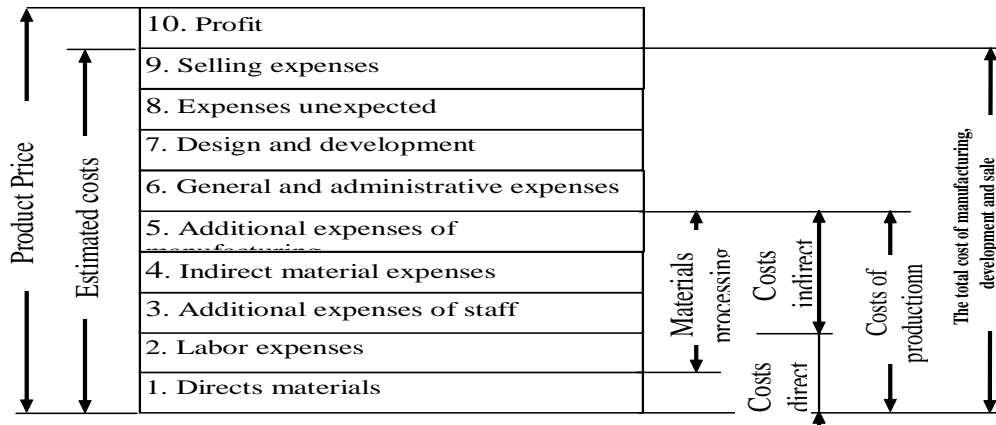 Product Price
Estimated costs
10. Profit
9. Selling expenses
8. Expenses unexpected
7. Design and development
6. General and administrative expenses
5. Additional expenses of
manufacturing
4. Indirect material expenses
3. Additional expenses of staff
2. Labor expenses
1. Directs materials
Materials
processing
Costs
indirect
Costs
direct
Costs of
productionn
The total cost of manufacturing,
development and sale